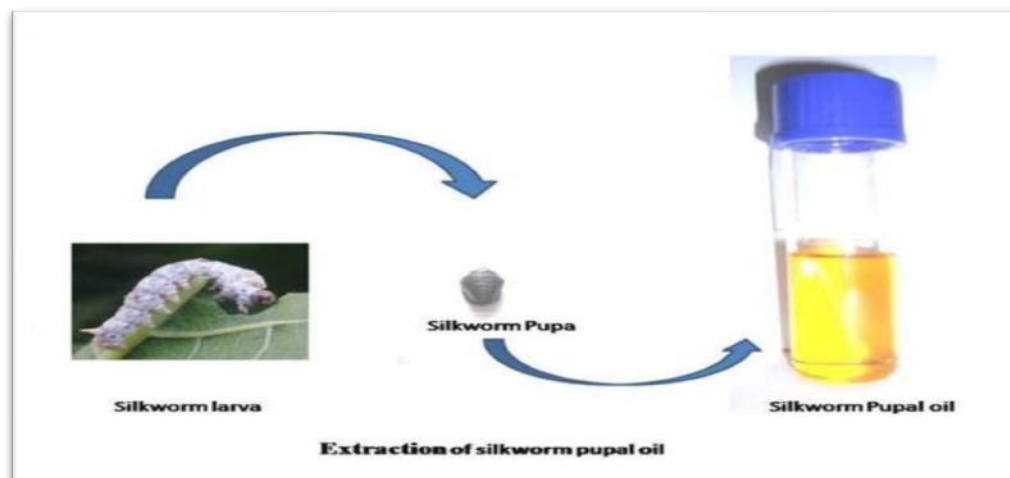 Silkworm Pupa
Silkworm larva
Silkworm Pupal oil
Extraction of silkworm pupal oil